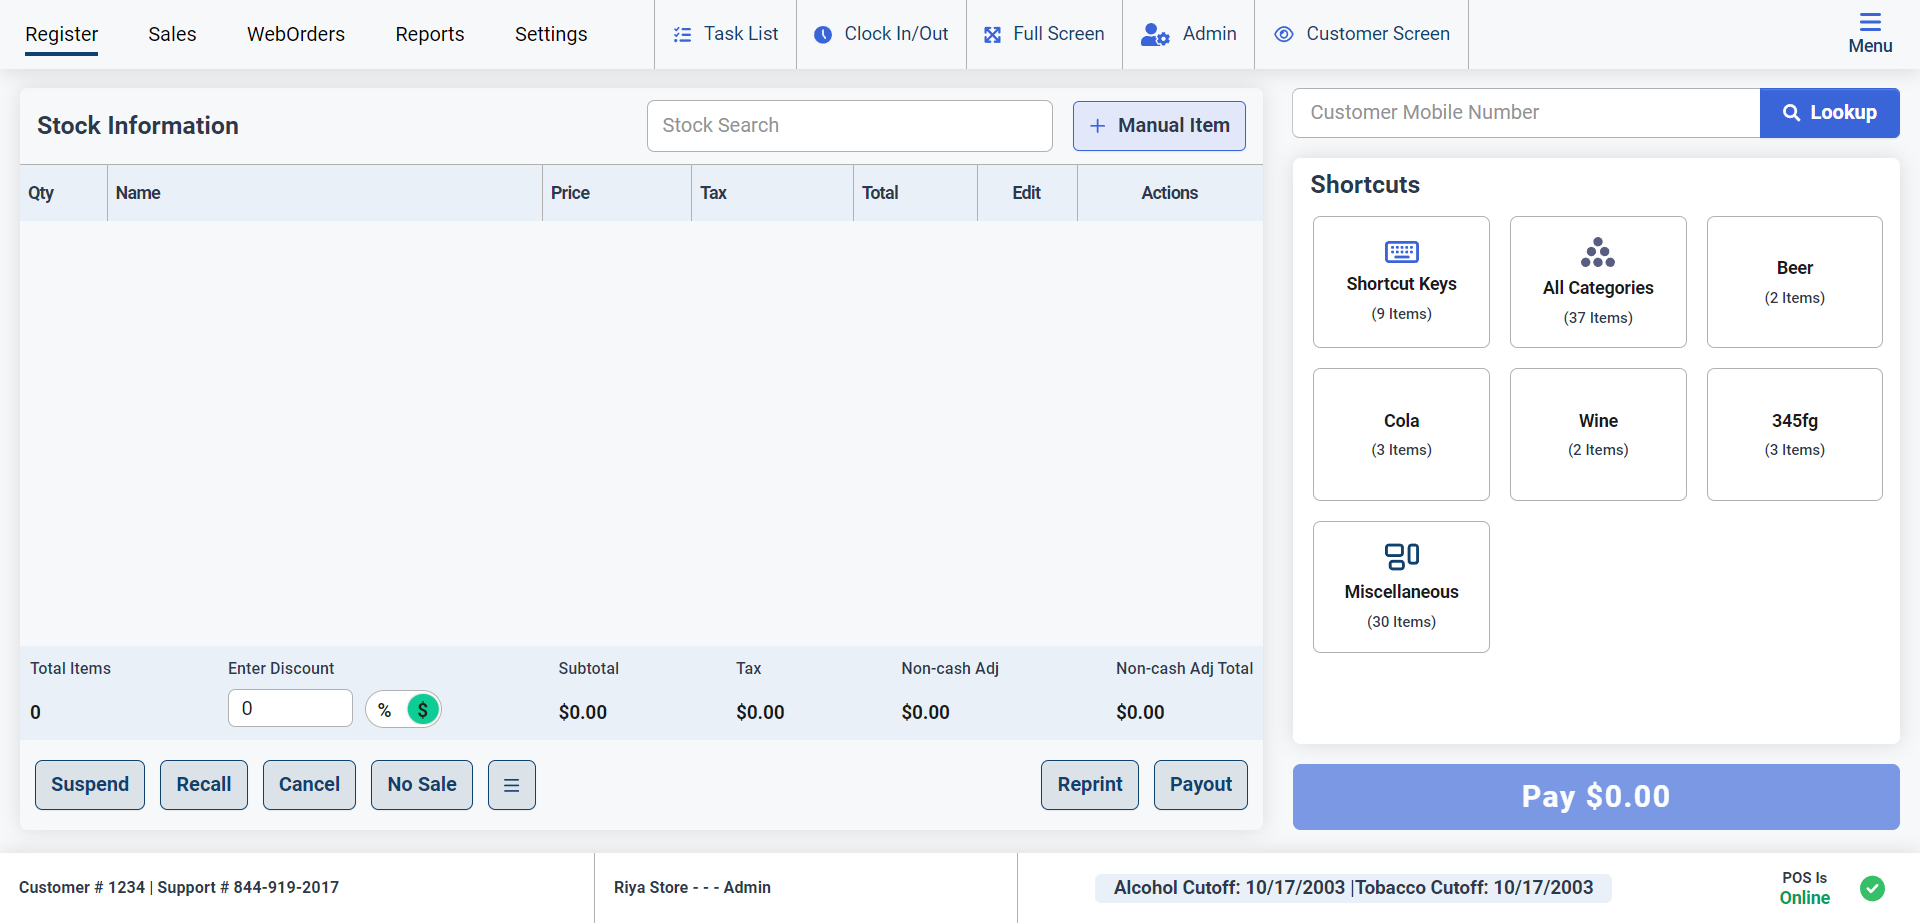 Register Sales WebOrders Reports Settings Task List Clock In/Out Full Screen Admin Customer Screen Menu
Stock Information Stock Search + Manual Item
Customer Mobile Number Lookup
Qty Name Price Tax Total Edit Actions
Shortcuts
Shortcut Keys
(9 Items)
All Categories
(37 Items)
Beer
(2 Items)
Cola
(3 Items)
Wine
(2 Items)
345fg
(3 Items)
Miscellaneous
(30 Items)
Total Items Enter Discount Subtotal Tax Non-cash Adj Non-cash Adj Total
0 0 % $ $0.00 $0.00 $0.00 $0.00
Suspend Recall Cancel No Sale Reprint Payout
Pay $0.00
Customer # 1234 | Support # 844-919-2017
Riya Store - - - Admin
Alcohol Cutoff: 10/17/2003 |Tobacco Cutoff: 10/17/2003
POS Is
Online